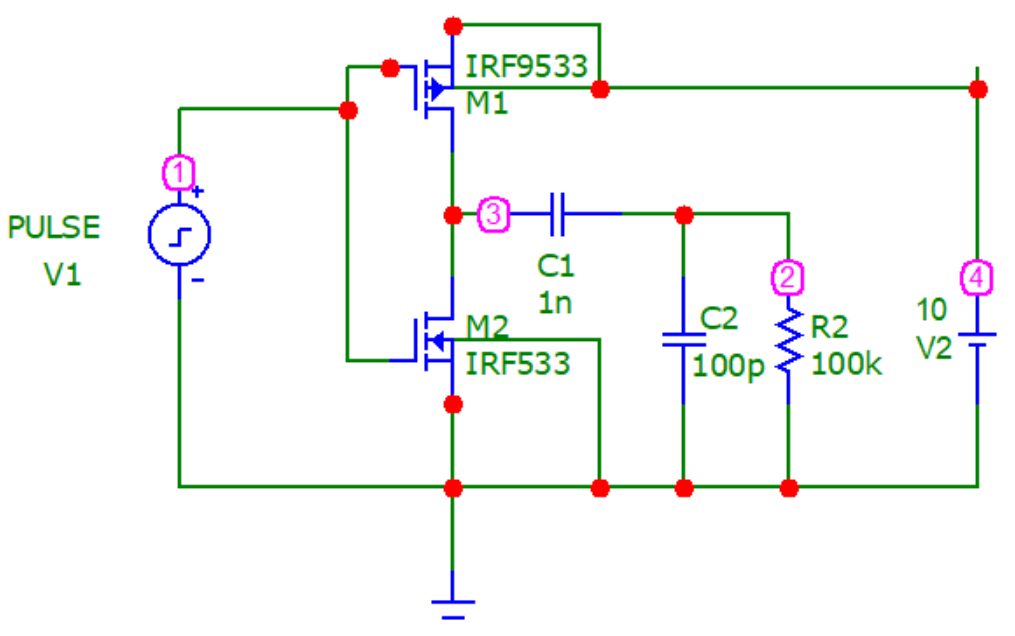 IRF9533
M1
1
+
PULSE
V1
-
3
C1
1n
2
4
M2
IRF533
C2
100p
R2
100k
10
V2